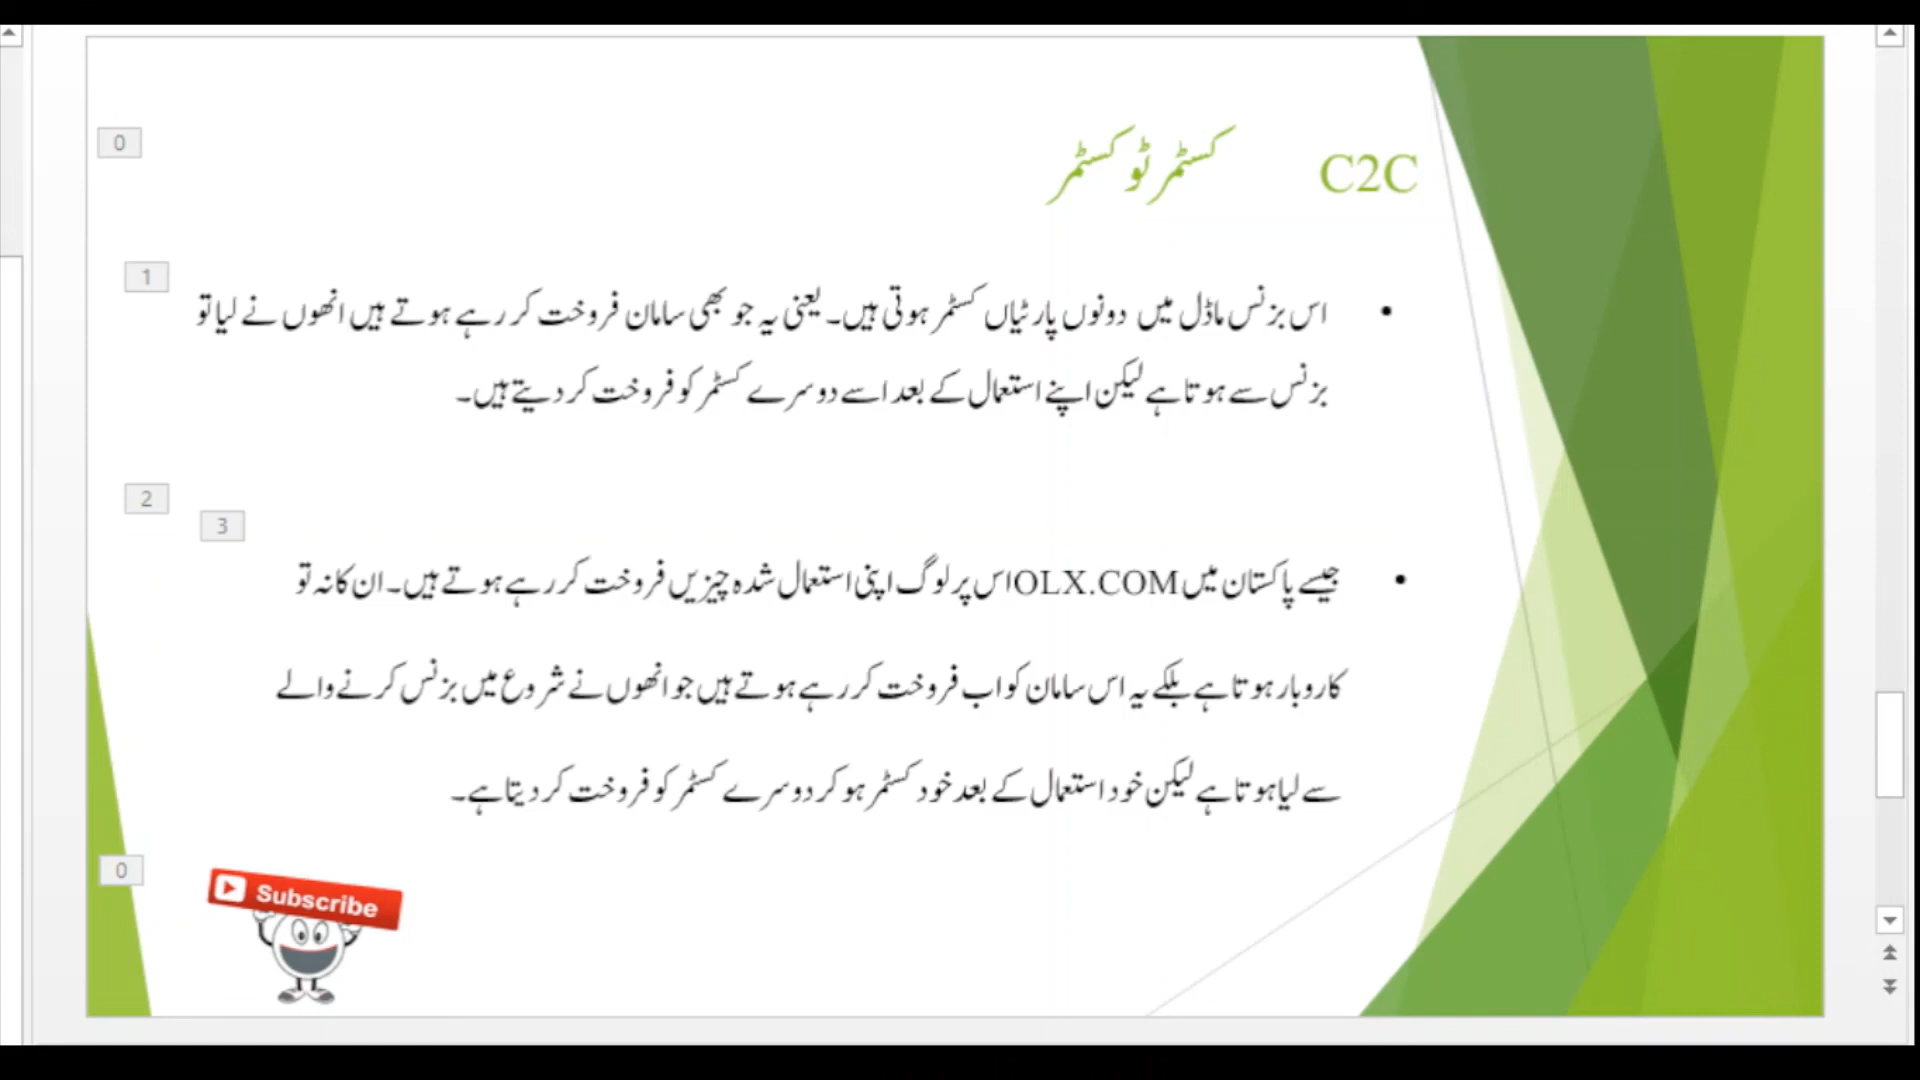 C2C کسٹمر ٹو کسٹمر
0
1
• اس بزنس ماڈل میں دونوں پارٹیاں کسٹمر ہوتی ہیں۔ یعنی یہ جو بھی سامان فروخت کر رہے ہوتے ہیں انھوں نے لیا تو
بزنس سے ہوتا ہے لیکن اپنے استعمال کے بعد اسے دوسرے کسٹمر کو فروخت کر دیتے ہیں۔
2
3
• جیسے پاکستان میں OLX.COM اس پر لوگ اپنی استعمال شدہ چیزیں فروخت کر رہے ہوتے ہیں۔ ان کا نہ تو
کاروبار ہوتا ہے بلکے یہ اس سامان کو اب فروخت کر رہے ہوتے ہیں جو انھوں نے شروع میں بزنس کرنے والے
سے لیا ہوتا ہے لیکن خود استعمال کے بعد خود کسٹمر ہو کر دوسرے کسٹمر کو فروخت کر دیتا ہے۔
0
Subscribe